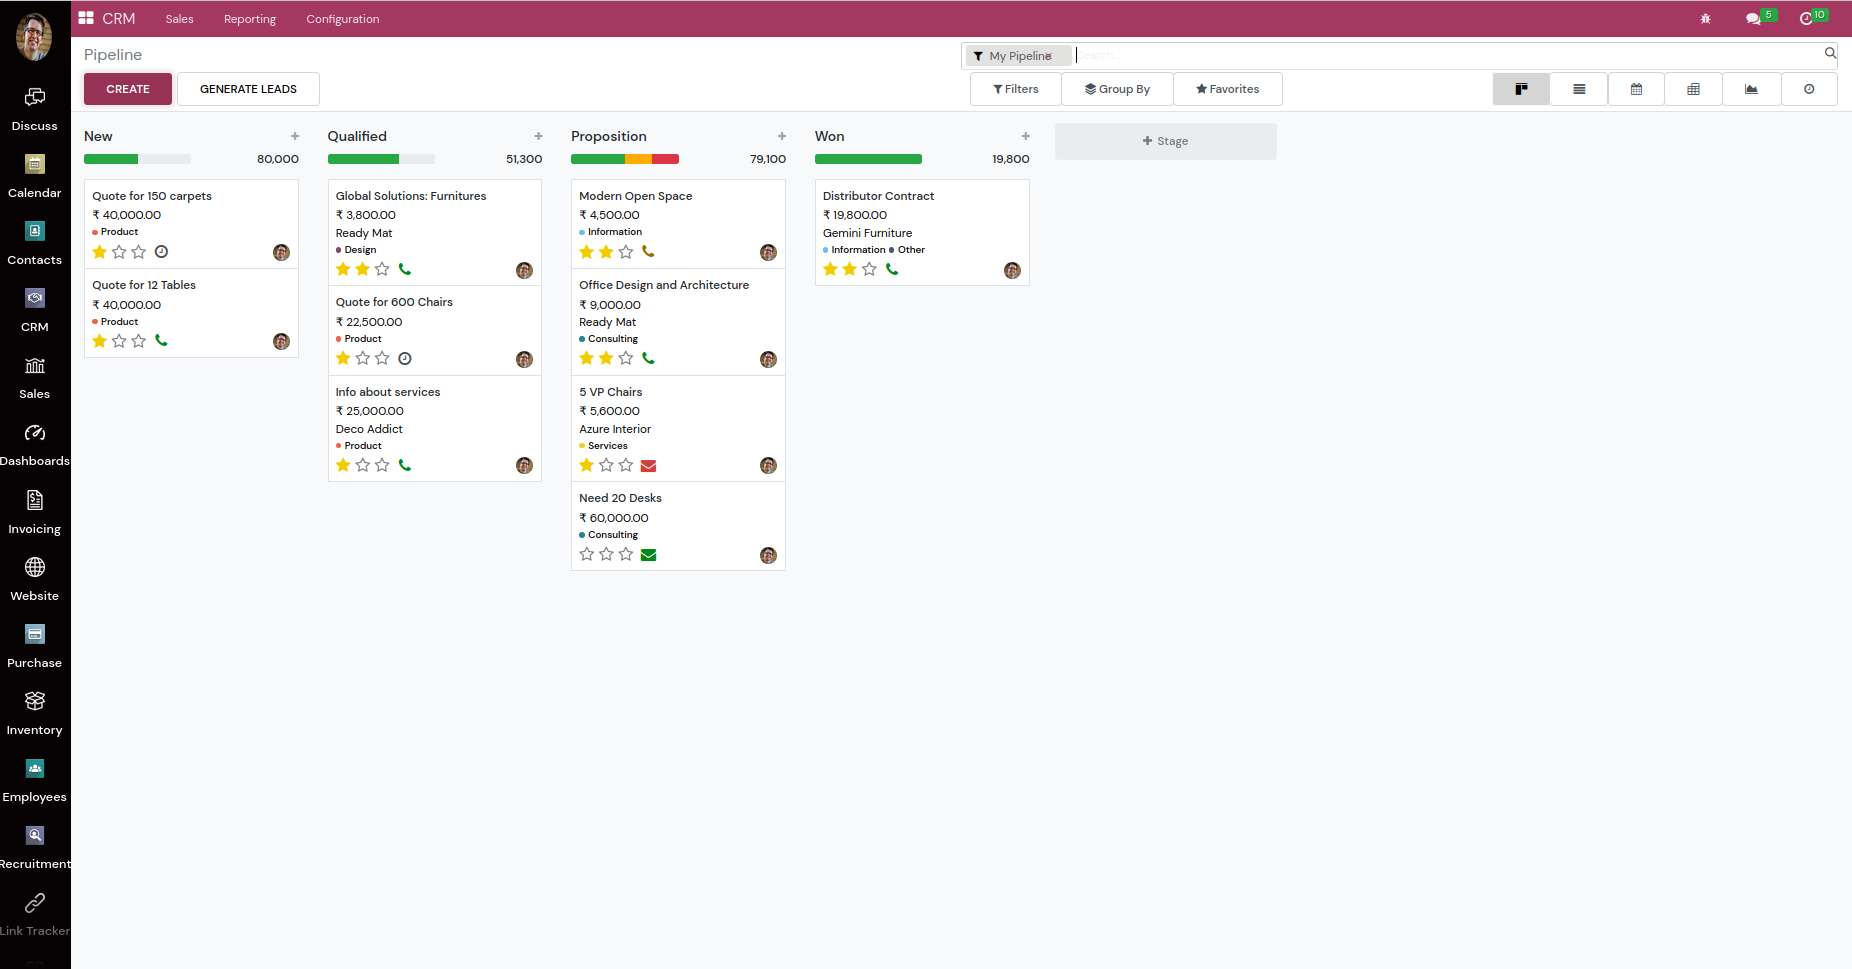 CRM Sales Reporting Configuration 5 10
Pipeline
My Pipeline × Search...
CREATE GENERATE LEADS
Filters Group By Favorites
Discuss
Calendar
Contacts
CRM
Sales
Dashboards
Invoicing
Website
Purchase
Inventory
Employees
Recruitment
Link Tracker
New +
80,000
Quote for 150 carpets
₹ 40,000.00
Product
Quote for 12 Tables
₹ 40,000.00
Product
Qualified +
51,300
Global Solutions: Furnitures
₹ 3,800.00
Ready Mat
Design
Quote for 600 Chairs
₹ 22,500.00
Product
Info about services
₹ 25,000.00
Deco Addict
Product
Proposition +
79,100
Modern Open Space
₹ 4,500.00
Information
Office Design and Architecture
₹ 9,000.00
Ready Mat
Consulting
5 VP Chairs
₹ 5,600.00
Azure Interior
Services
Need 20 Desks
₹ 60,000.00
Consulting
Won +
19,800
Distributor Contract
₹ 19,800.00
Gemini Furniture
Information Other
+ Stage